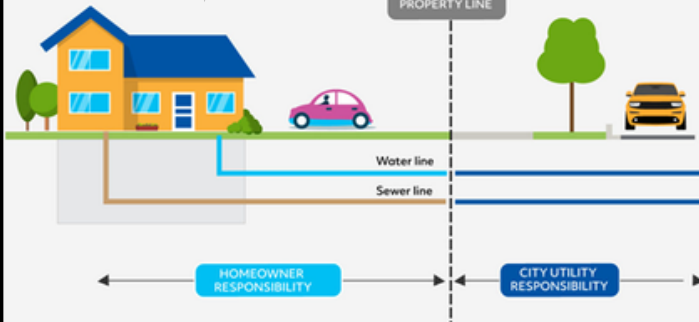 PROPERTY LINE
Water line
Sewer line
HOMEOWNER
RESPONSIBILITY
CITY UTILITY
RESPONSIBILITY